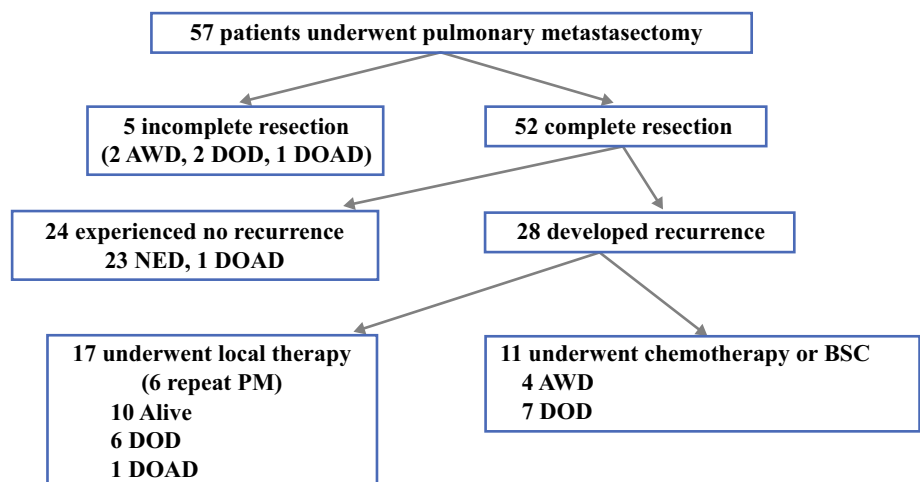 57 patients underwent pulmonary metastasectomy
5 incomplete resection
(2 AWD, 2 DOD, 1 DOAD)
52 complete resection
24 experienced no recurrence
23 NED, 1 DOAD
28 developed recurrence
17 underwent local therapy
(6 repeat PM)
10 Alive
6 DOD
1 DOAD
11 underwent chemotherapy or BSC
4 AWD
7 DOD